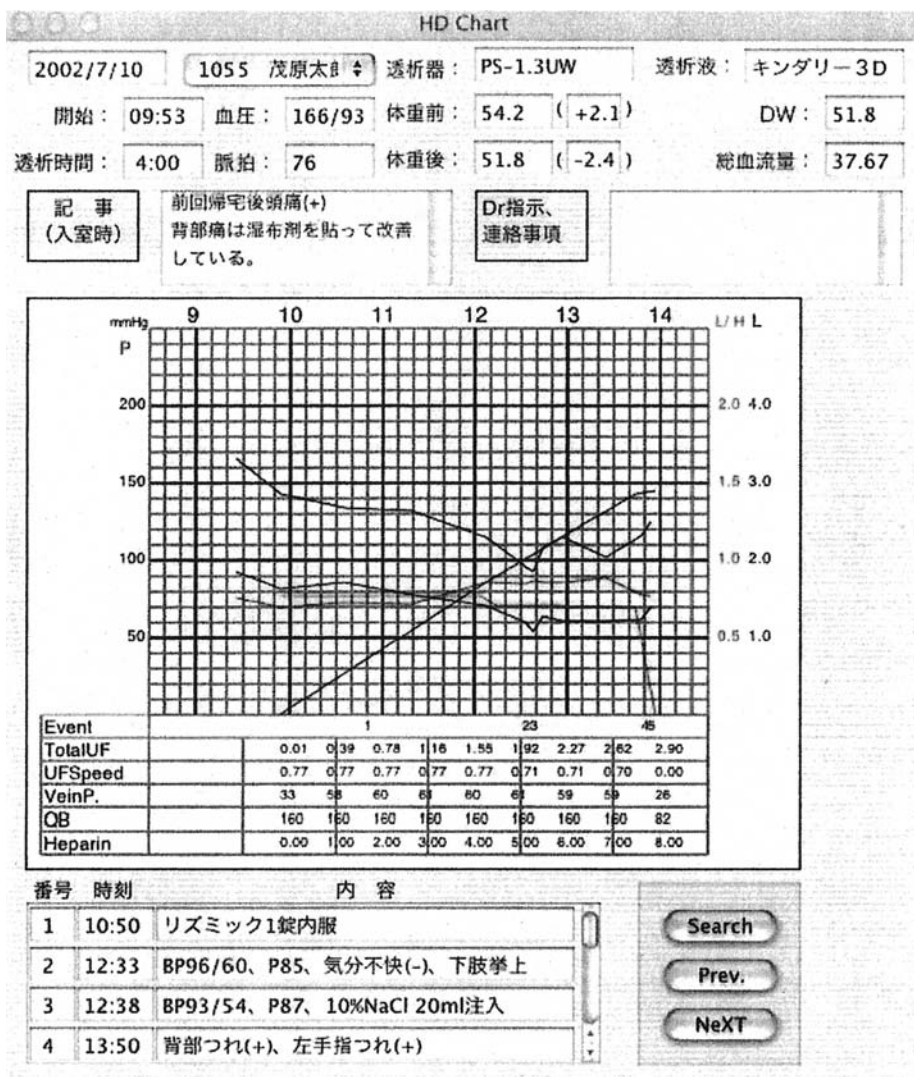 HD Chart
2002/7/10 1055 茂原太郎 透析器： PS-1.3UW 透析液： キンダリー3D
開始： 09:53 血圧： 166/93 体重前： 54.2 ( +2.1 ) DW： 51.8
透析時間： 4:00 脈拍： 76 体重後： 51.8 ( -2.4 ) 総血流量： 37.67
記 事
(入室時)
前回帰宅後頭痛(+)
背部痛は湿布剤を貼って改善
している。
Dr指示、
連絡事項
mmHg 9 10 11 12 13 14 L/H L
P
200 2.0 4.0
150 1.5 3.0
100 1.0 2.0
50 0.5 1.0
Event 1 23 45
TotalUF 0.01 0.39 0.78 1.16 1.55 1.92 2.27 2.62 2.90
UFSpeed 0.77 0.77 0.77 0.77 0.77 0.71 0.71 0.70 0.00
VeinP. 33 58 60 60 59 59 26
QB 160 160 160 160 160 160 160 160 82
Heparin 0.00 1.00 2.00 3.00 4.00 5.00 6.00 7.00 8.00
番号 時刻 内 容
1 10:50 リズミック1錠内服
2 12:33 BP96/60、P85、気分不快(-)、下肢挙上
3 12:38 BP93/54、P87、10%NaCl 20ml注入
4 13:50 背部つれ(+)、左手指つれ(+)
Search
Prev.
NeXT